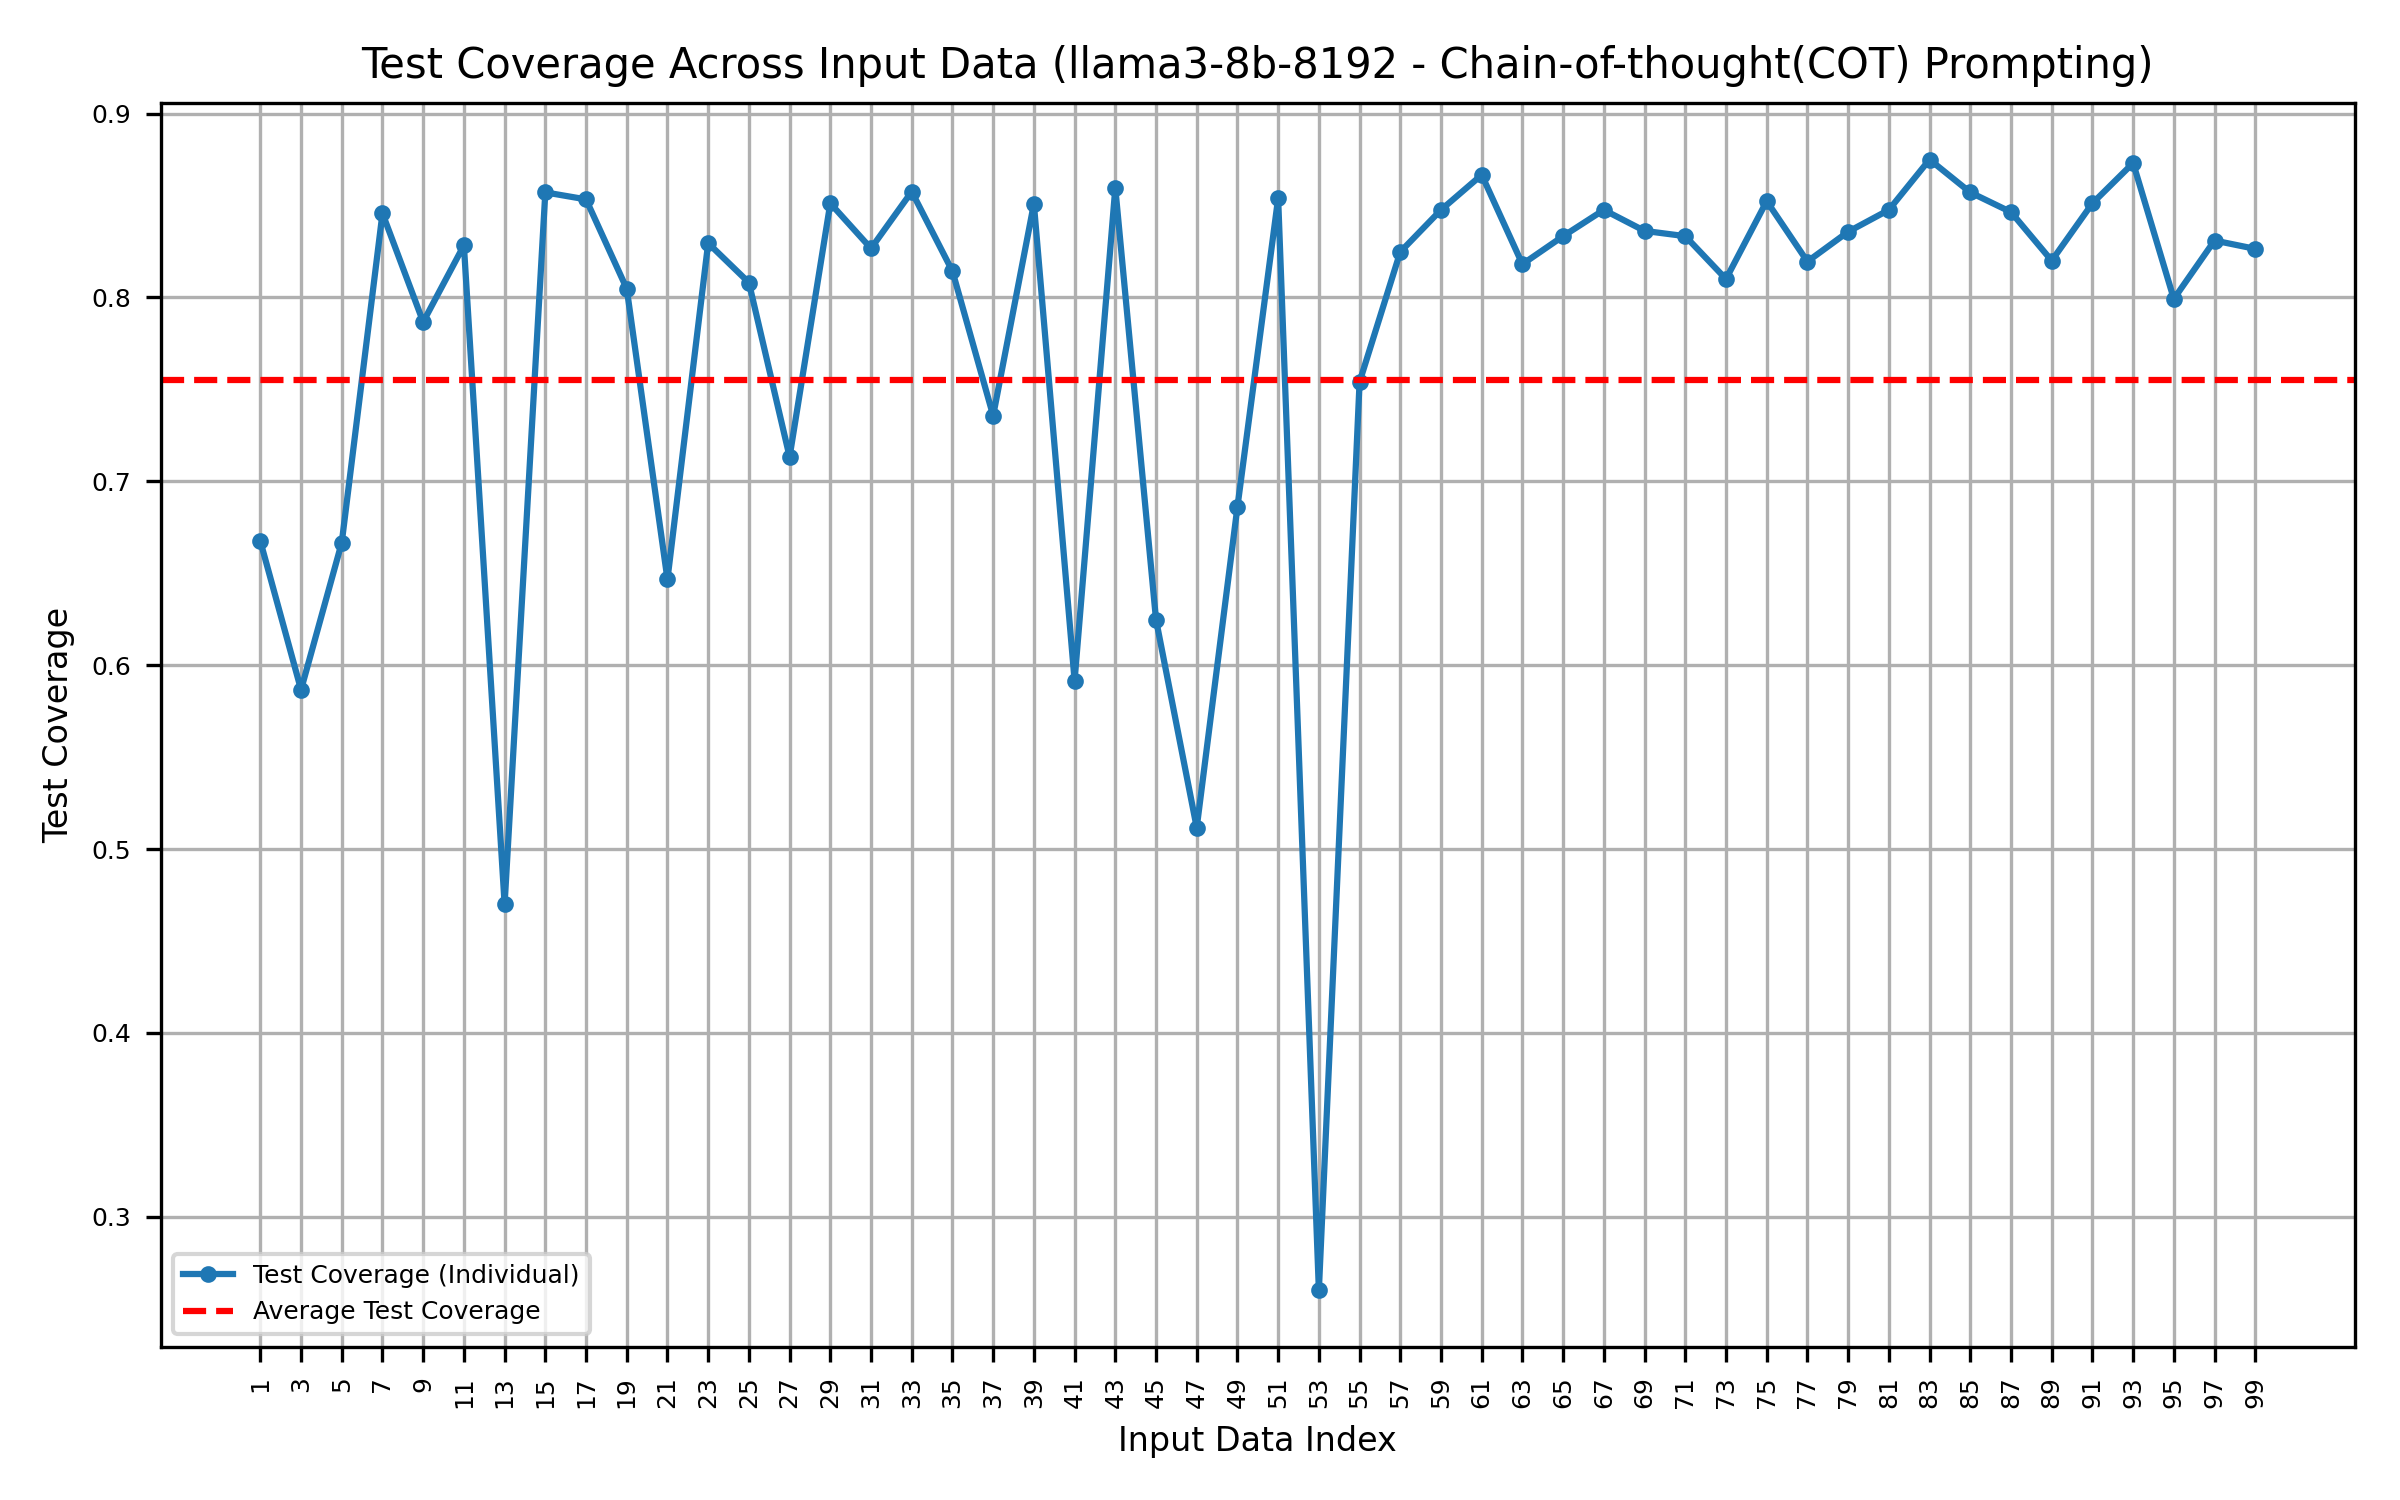 Test Coverage Across Input Data (llama3-8b-8192 - Chain-of-thought(COT) Prompting)
Test Coverage
0.9
0.8
0.7
0.6
0.5
0.4
0.3
Test Coverage (Individual)
Average Test Coverage
1 3 5 7 9 11 13 15 17 19 21 23 25 27 29 31 33 35 37 39 41 43 45 47 49 51 53 55 57 59 61 63 65 67 69 71 73 75 77 79 81 83 85 87 89 91 93 95 97 99
Input Data Index